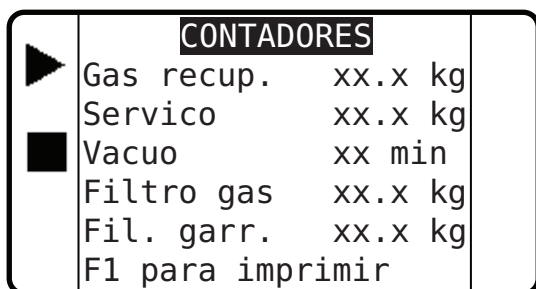 CONTADORES
Gas recup. xx.x kg
Servico xx.x kg
Vacuo xx min
Filtro gas xx.x kg
Fil. garr. xx.x kg
F1 para imprimir